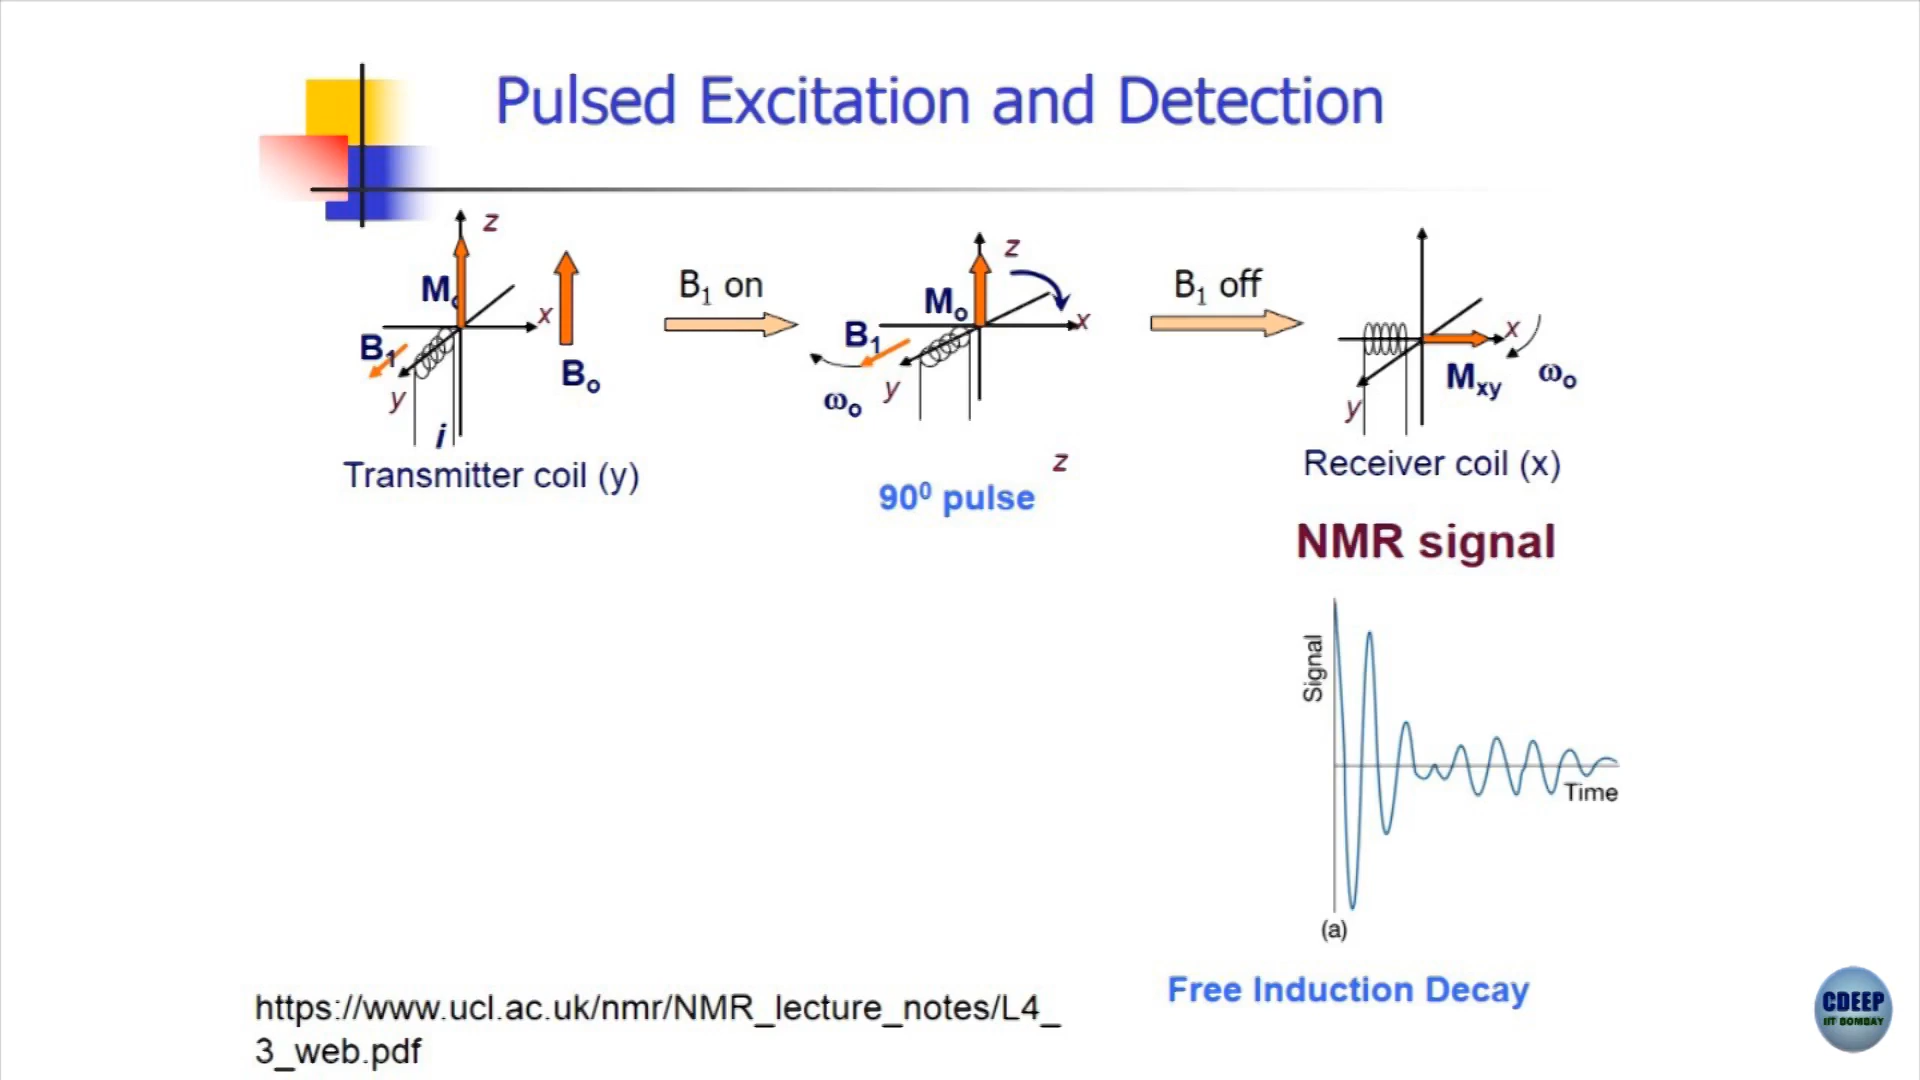 Pulsed Excitation and Detection
z
Mo
x
B1
y
i
Bo
Transmitter coil (y)
B1 on
z
Mo
x
B1
y
ωo
z
90⁰ pulse
B1 off
x
Mxy
ωo
y
Receiver coil (x)
NMR signal
Signal
Time
(a)
Free Induction Decay
https://www.ucl.ac.uk/nmr/NMR_lecture_notes/L4_
3_web.pdf
CDEEP
IIT BOMBAY